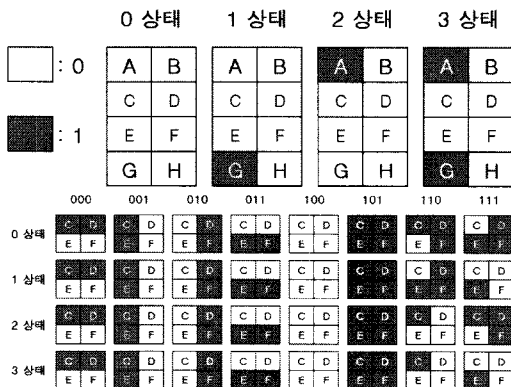 0 상태 1 상태 2 상태 3 상태
: 0 A B A B A B A B
C D C D C D C D
: 1 E F E F E F E F
G H G H G H G H
000 001 010 011 100 101 110 111
0 상태 C D C D C D C D C D C D C D C D
E F E F E F E F E F E F E F E F
1 상태 C D C D C D C D C D C D C D C D
E F E F E F E F E F E F E F E F
2 상태 C D C D C D C D C D C D C D C D
E F E F E F E F E F E F E F E F
3 상태 C D C D C D C D C D C D C D C D
E F E F E F E F E F E F E F E F